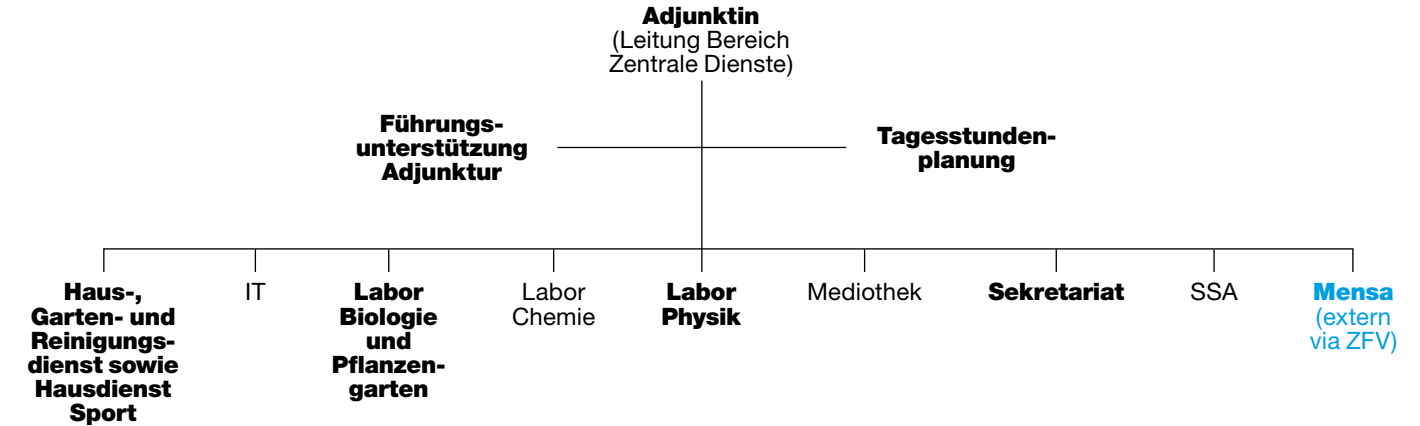 Adjunktin
(Leitung Bereich
Zentrale Dienste)
Führungs-
unterstützung
Adjunktur
Tagesstunden-
planung
Haus-,
Garten- und
Reinigungs-
dienst sowie
Hausdienst
Sport
IT
Labor
Biologie
und
Pflanzen-
garten
Labor
Chemie
Labor
Physik
Mediothek
Sekretariat
SSA
Mensa
(extern
via ZFV)